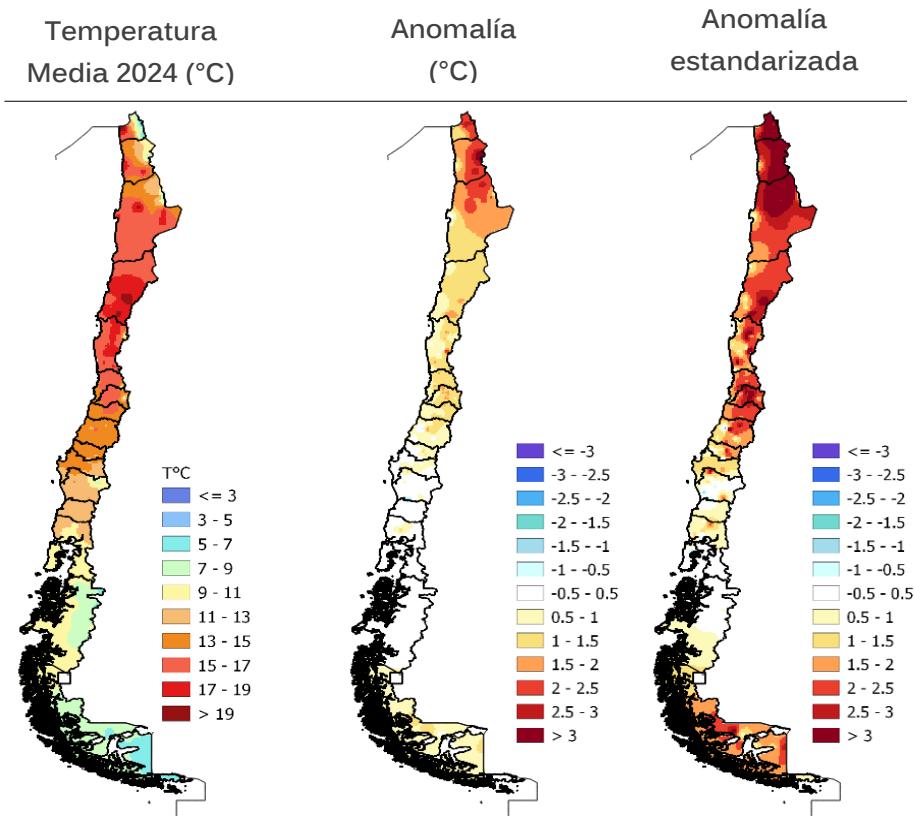 Temperatura
Media 2024 (°C)
Anomalía
(°C)
Anomalía
estandarizada
T°C
<= 3
3 - 5
5 - 7
7 - 9
9 - 11
11 - 13
13 - 15
15 - 17
17 - 19
> 19
<= -3
-3 - -2.5
-2.5 - -2
-2 - -1.5
-1.5 - -1
-1 - -0.5
-0.5 - 0.5
0.5 - 1
1 - 1.5
1.5 - 2
2 - 2.5
2.5 - 3
> 3
<= -3
-3 - -2.5
-2.5 - -2
-2 - -1.5
-1.5 - -1
-1 - -0.5
-0.5 - 0.5
0.5 - 1
1 - 1.5
1.5 - 2
2 - 2.5
2.5 - 3
> 3